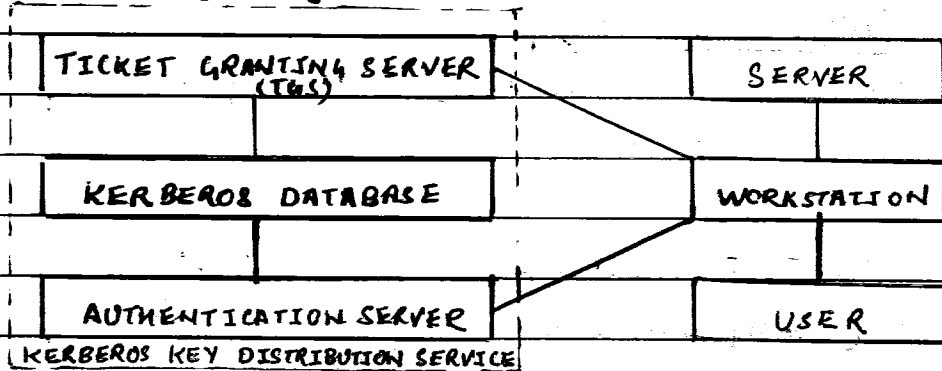 TICKET GRANTING SERVER
(TGS)
SERVER
KERBEROS DATABASE
WORKSTATION
AUTHENTICATION SERVER
USER
KERBEROS KEY DISTRIBUTION SERVICE